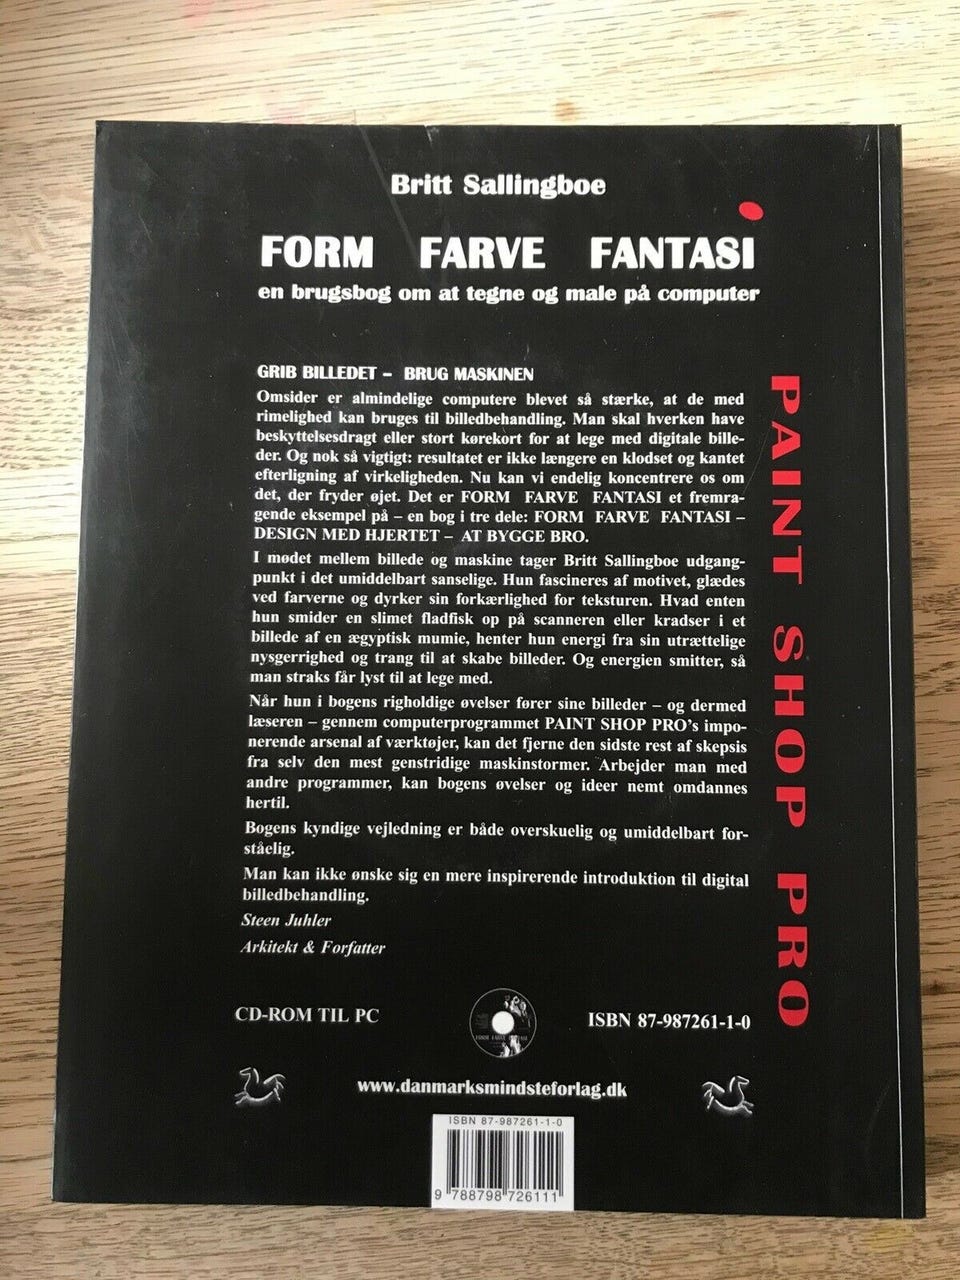 Britt Sallingboe
FORM FARVE FANTASI
en brugsbog om at tegne og male på computer
GRIB BILLEDET – BRUG MASKINEN
Omsider er almindelige computere blevet så stærke, at de med
rimelighed kan bruges til billedbehandling. Man skal hverken have
beskyttelsesdragt eller stort kørekort for at lege med digitale bille-
der. Og nok så vigtigt: resultatet er ikke længere en klodset og kantet
efterligning af virkeligheden. Nu kan vi endelig koncentrere os om
det, der fryder øjet. Det er FORM FARVE FANTASI et fremra-
gende eksempel på – en bog i tre dele: FORM FARVE FANTASI –
DESIGN MED HJERTET – AT BYGGE BRO.
I mødet mellem billede og maskine tager Britt Sallingboe udgang-
punkt i det umiddelbart sanselige. Hun fascineres af motivet, glædes
ved farverne og dyrker sin forkærlighed for teksturen. Hvad enten
hun smider en slimet fladfisk op på scanneren eller kradser i et
billede af en ægyptisk mumie, henter hun energi fra sin utrættelige
nysgerrighed og trang til at skabe billeder. Og energien smitter, så
man straks får lyst til at lege med.
Når hun i bogens righoldige øvelser fører sine billeder – og dermed
læseren – gennem computerprogrammet PAINT SHOP PRO's impo-
nerende arsenal af værktøjer, kan det fjerne den sidste rest af skepsis
fra selv den mest genstridige maskinstormer. Arbejder man med
andre programmer, kan bogens øvelser og ideer nemt omdannes
hertil.
Bogens kyndige vejledning er både overskuelig og umiddelbart for-
ståelig.
Man kan ikke ønske sig en mere inspirerende introduktion til digital
billedbehandling.
Steen Juhler
Arkitekt & Forfatter
PAINT SHOP PRO
CD-ROM TIL PC
FORM FARVE FANTASI
ISBN 87-987261-1-0
www.danmarksmindsteforlag.dk
ISBN 87-987261-1-0
9 788798 726111